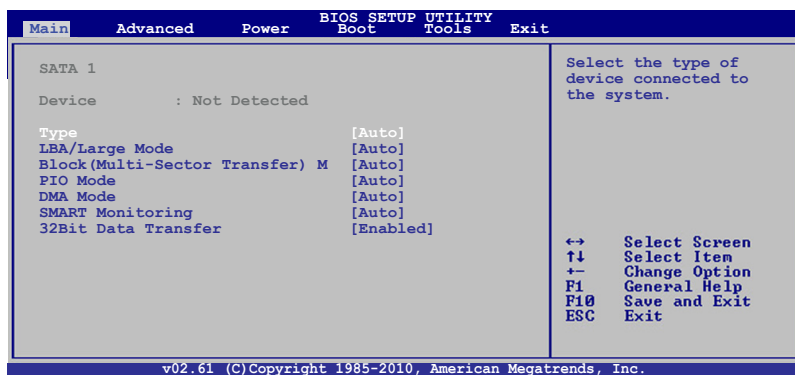 BIOS SETUP UTILITY
Main Advanced Power Boot Tools Exit
SATA 1
Device : Not Detected
Type [Auto]
LBA/Large Mode [Auto]
Block(Multi-Sector Transfer) M [Auto]
PIO Mode [Auto]
DMA Mode [Auto]
SMART Monitoring [Auto]
32Bit Data Transfer [Enabled]
Select the type of
device connected to
the system.
←→ Select Screen
↑↓ Select Item
+- Change Option
F1 General Help
F10 Save and Exit
ESC Exit
v02.61 (C)Copyright 1985-2010, American Megatrends, Inc.